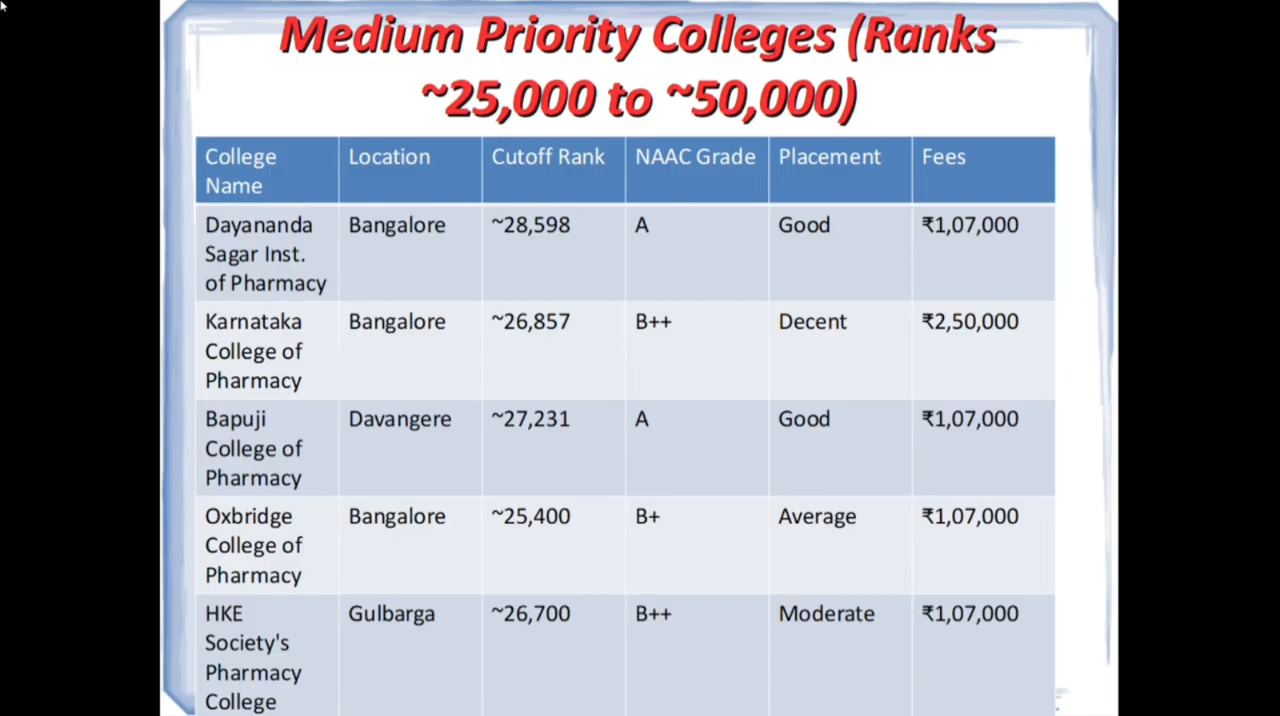 Medium Priority Colleges (Ranks
~25,000 to ~50,000)
College Name Location Cutoff Rank NAAC Grade Placement Fees
Dayananda Sagar Inst. of Pharmacy Bangalore ~28,598 A Good ₹1,07,000
Karnataka College of Pharmacy Bangalore ~26,857 B++ Decent ₹2,50,000
Bapuji College of Pharmacy Davangere ~27,231 A Good ₹1,07,000
Oxbridge College of Pharmacy Bangalore ~25,400 B+ Average ₹1,07,000
HKE Society's Pharmacy College Gulbarga ~26,700 B++ Moderate ₹1,07,000